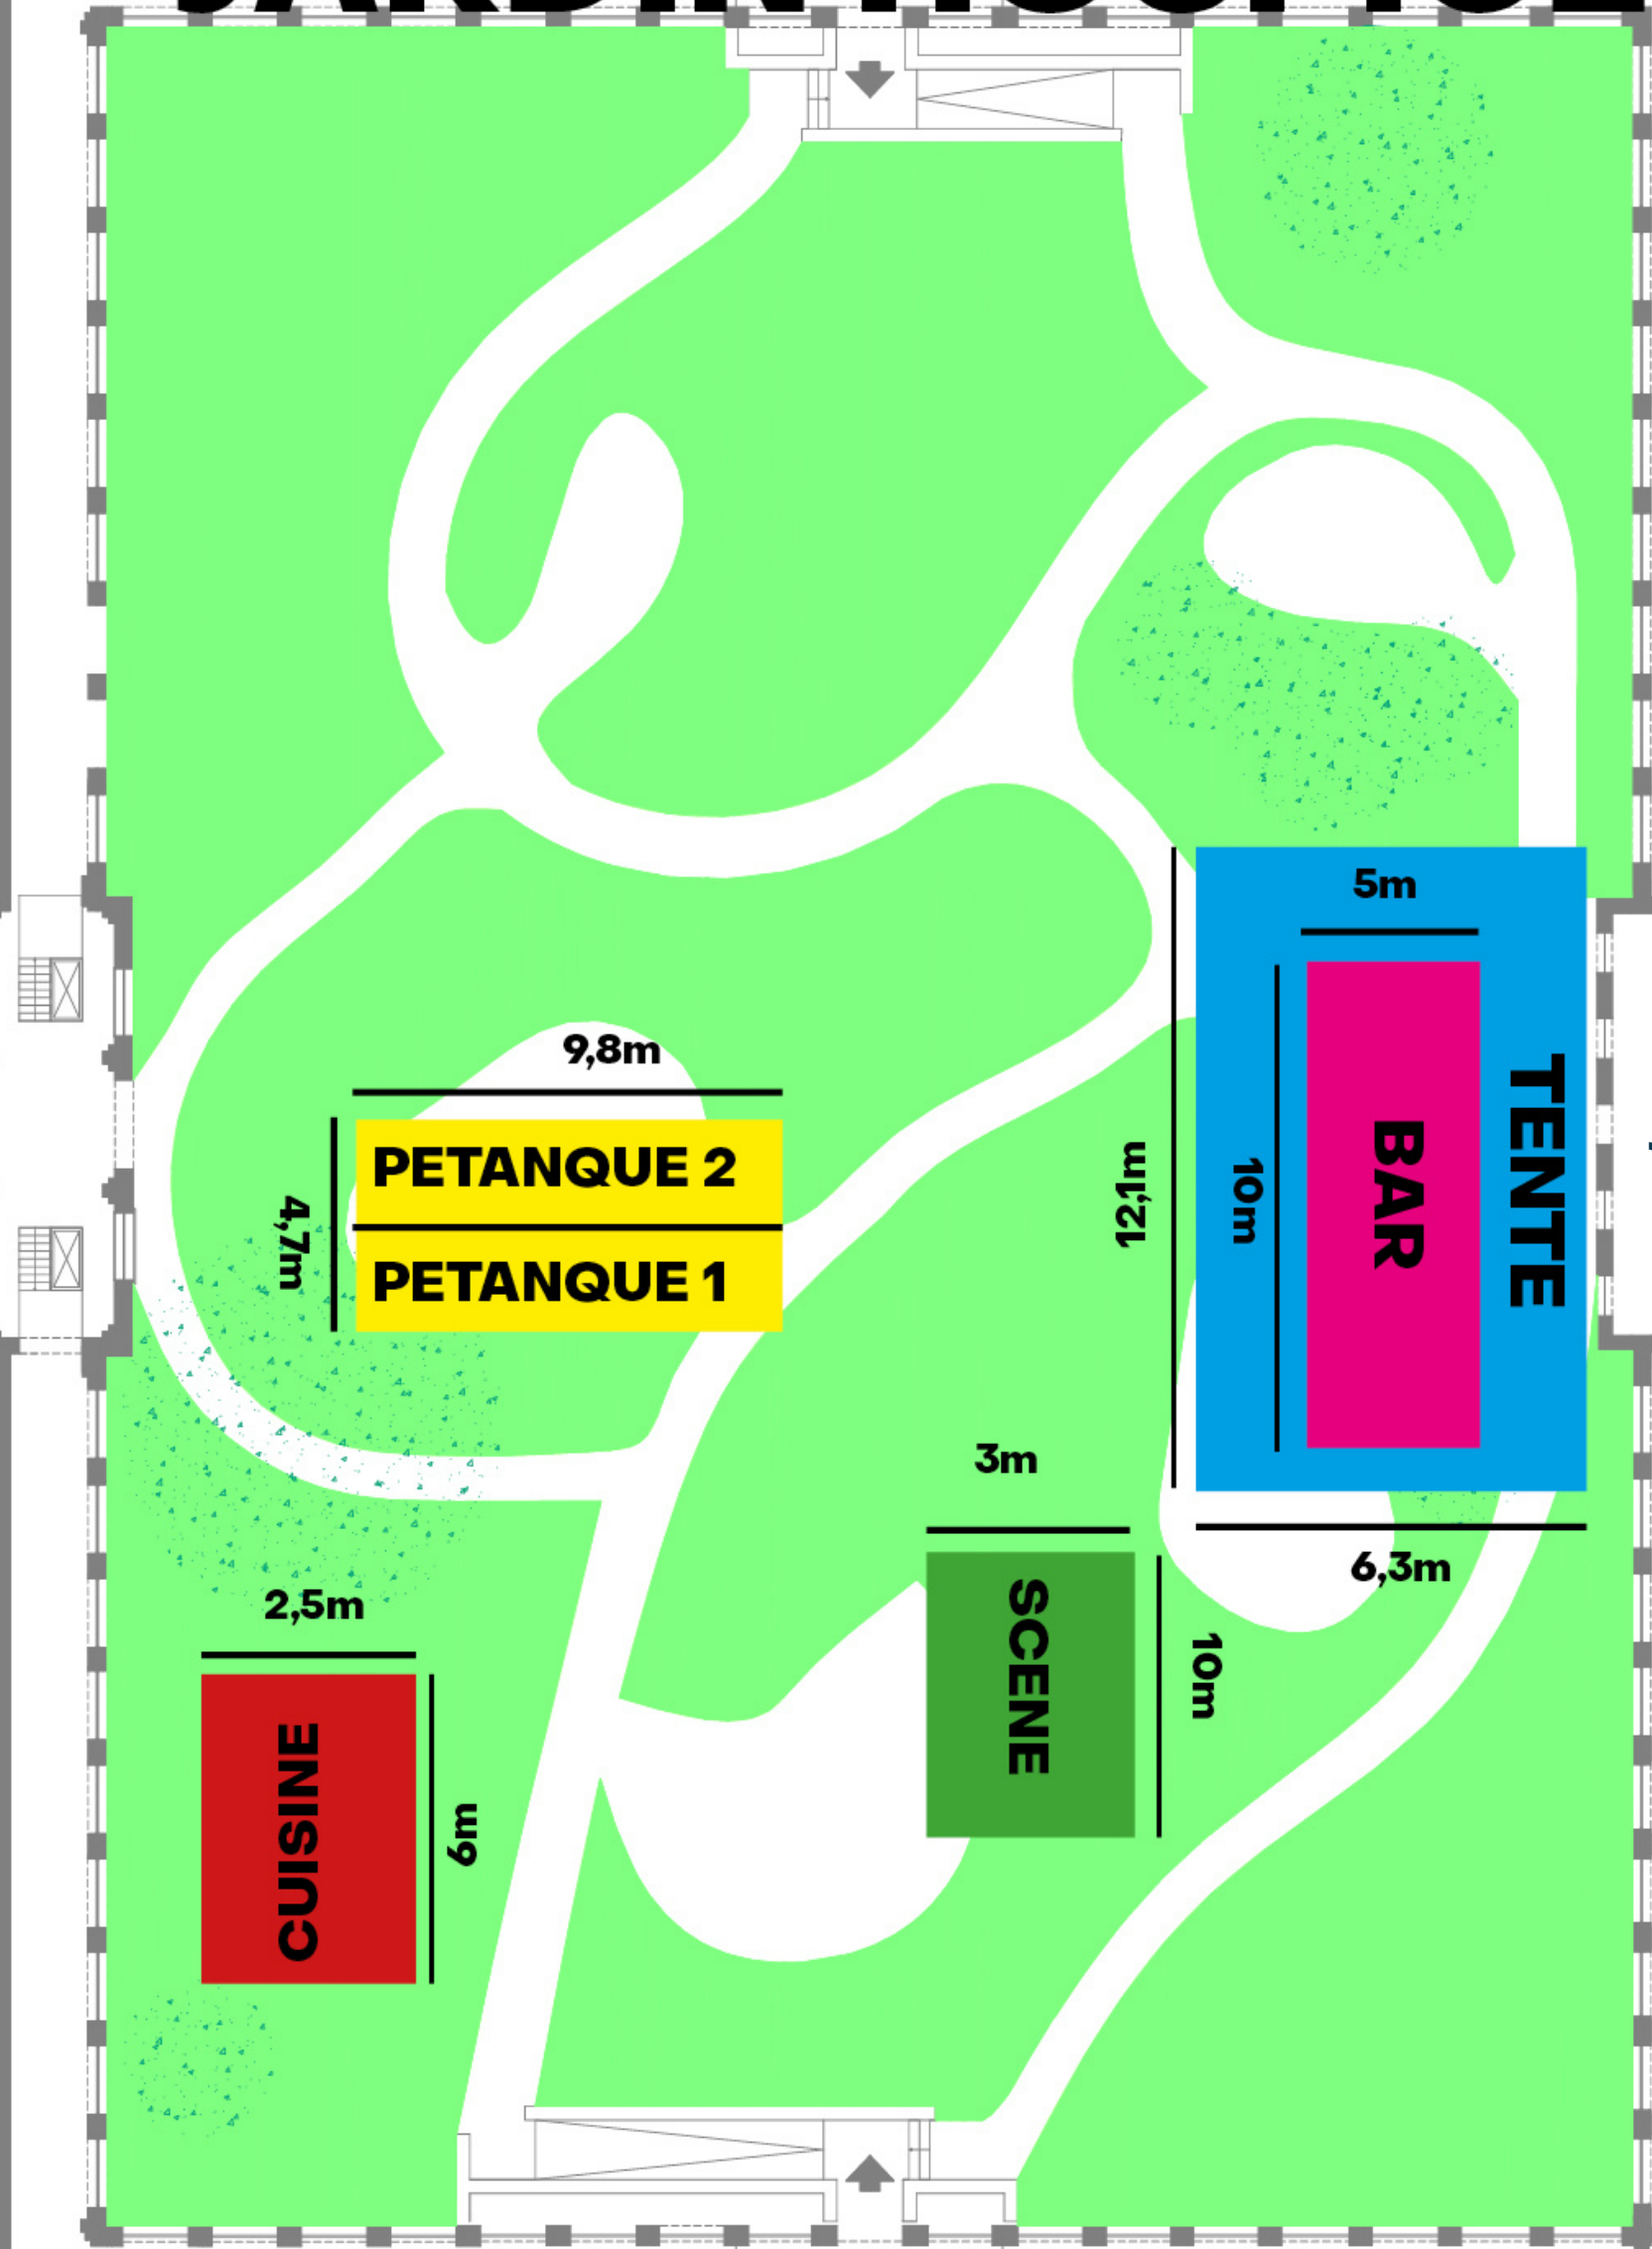 5m
TENTE
BAR
10m
12,1m
6,3m
9,8m
PETANQUE 2
PETANQUE 1
4,7m
3m
SCENE
10m
2,5m
CUISINE
6m